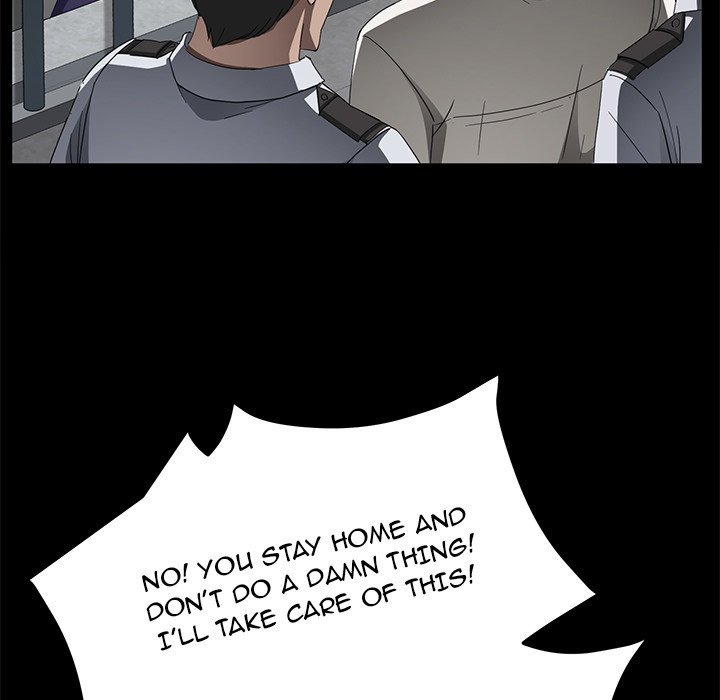 NO! YOU STAY HOME AND
DON'T DO A DAMN THING!
I'LL TAKE CARE OF THIS!